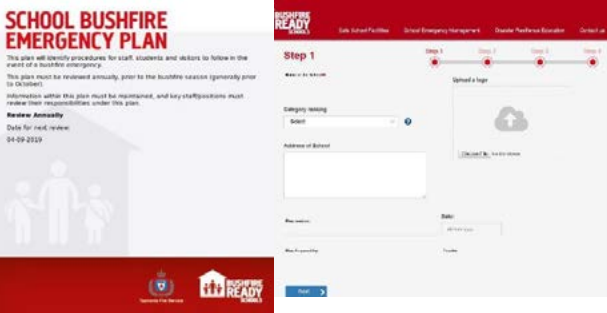 SCHOOL BUSHFIRE
EMERGENCY PLAN
This plan will identify procedures for staff, students and visitors to follow in the
event of a bushfire emergency.
This plan must be reviewed annually, prior to the bushfire season (generally prior
to October).
Information within this plan must be maintained, and key staff/positions must
review their responsibilities under this plan.
Review Annually
Date for next review:
04-09-2019
Tasmania Fire Service
BUSHFIRE
READY
SCHOOLS
BUSHFIRE
READY
SCHOOLS
Safe School Facilities
School Emergency Management
Disaster Resilience Education
Contact us
Step 1
Step 1
Step 2
Step 3
Step 4
Name of School
Upload a logo
Category ranking
Select
Address of School
Date:
Next